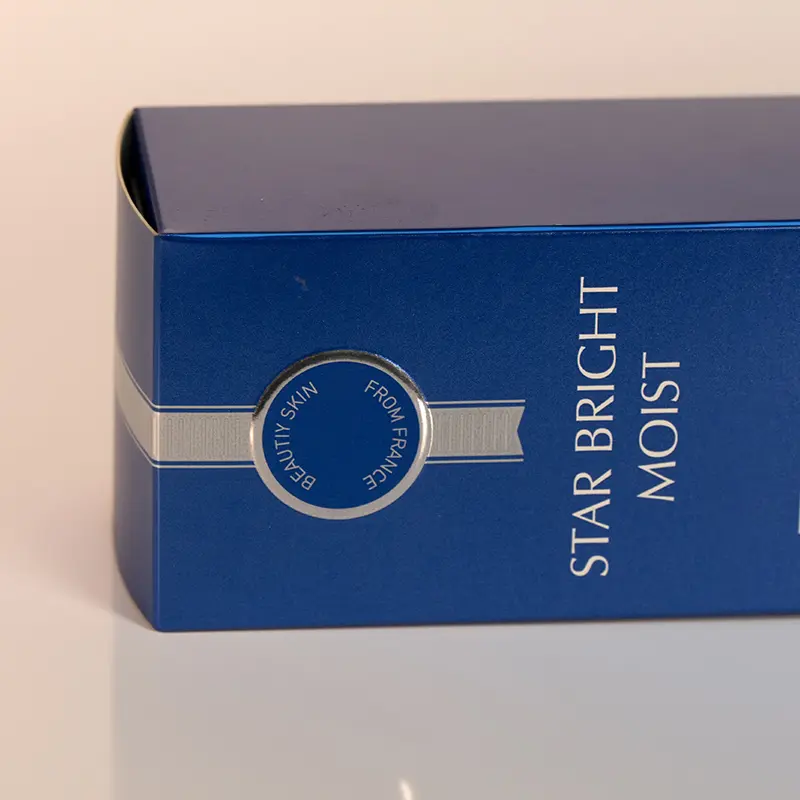 BEAUTIY SKIN
FROM FRANCE
STAR BRIGHT
MOIST